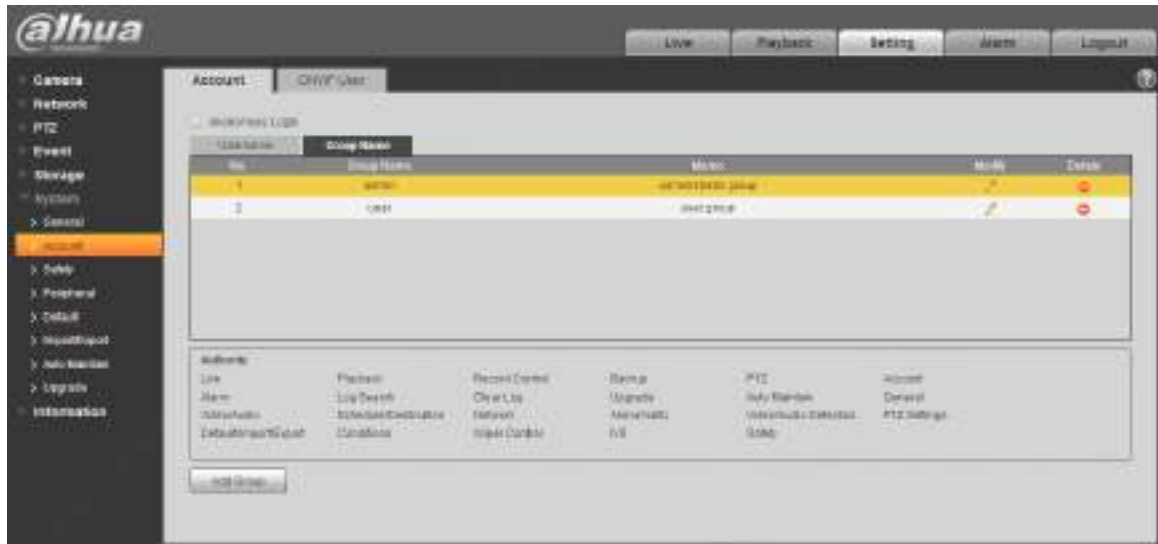 alhua
Live Playback Setting Alarm Logout
Camera
Network
PTZ
Event
Storage
System
General
Account
Safety
Peripheral
Default
Import/Export
Auto Maintain
Upgrade
Information
Account ONVIF User
Anonymous Login
Username Group Name
No. Group Name Memo Modify Delete
1 admin administrator group
2 user user group
Authority
Live Playback Record Control Backup PTZ Account
Alarm Log Search Clear Log Upgrade Auto Maintain General
Video/Audio Schedule/Destination Network Abnormality Video/Audio Detection PTZ Settings
Default/Import/Export Conditions Wiper Control IVS Safety
Add Group